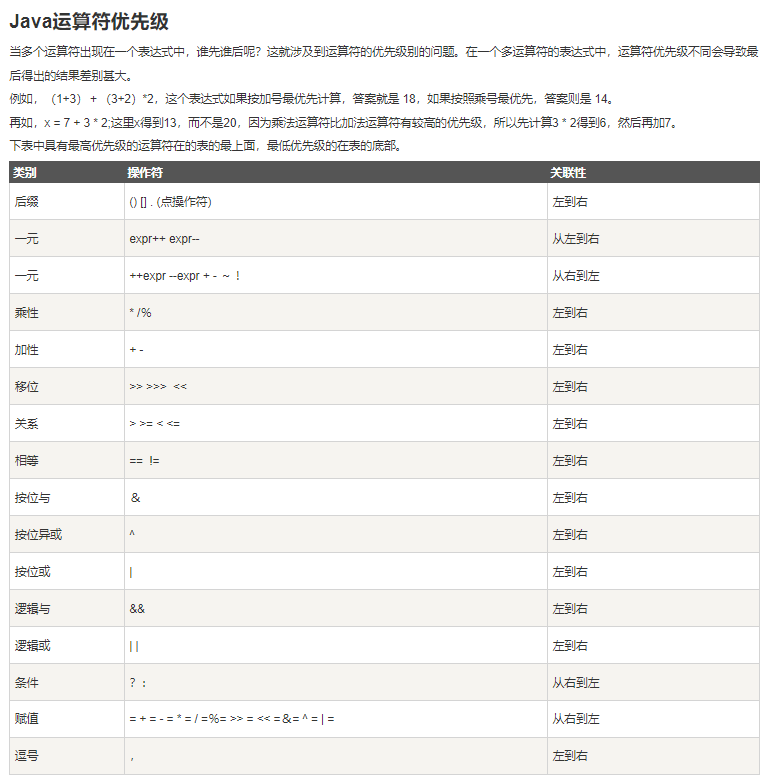 Java运算符优先级
当多个运算符出现在一个表达式中，谁先谁后呢？这就涉及到运算符的优先级别的问题。在一个多运算符的表达式中，运算符优先级不同会导致最
后得出的结果差别甚大。
例如，（1+3）+（3+2）*2，这个表达式如果按加号最优先计算，答案就是 18，如果按照乘号最优先，答案则是 14。
再如，x = 7 + 3 * 2;这里x得到13，而不是20，因为乘法运算符比加法运算符有较高的优先级，所以先计算3 * 2得到6，然后再加7。
下表中具有最高优先级的运算符在的表的最上面，最低优先级的在表的底部。
类别 操作符 关联性
后缀 () [] . (点操作符) 左到右
一元 expr++ expr-- 从左到右
一元 ++expr --expr + - ～ ！ 从右到左
乘性 * /% 左到右
加性 + - 左到右
移位 >> >>>  << 左到右
关系 > >= < <= 左到右
相等 ==  != 左到右
按位与 ＆ 左到右
按位异或 ^ 左到右
按位或 | 左到右
逻辑与 && 左到右
逻辑或 | | 左到右
条件 ？： 从右到左
赋值 = + = - = * = / =％= >> = << =＆= ^ = | = 从右到左
逗号 ， 左到右